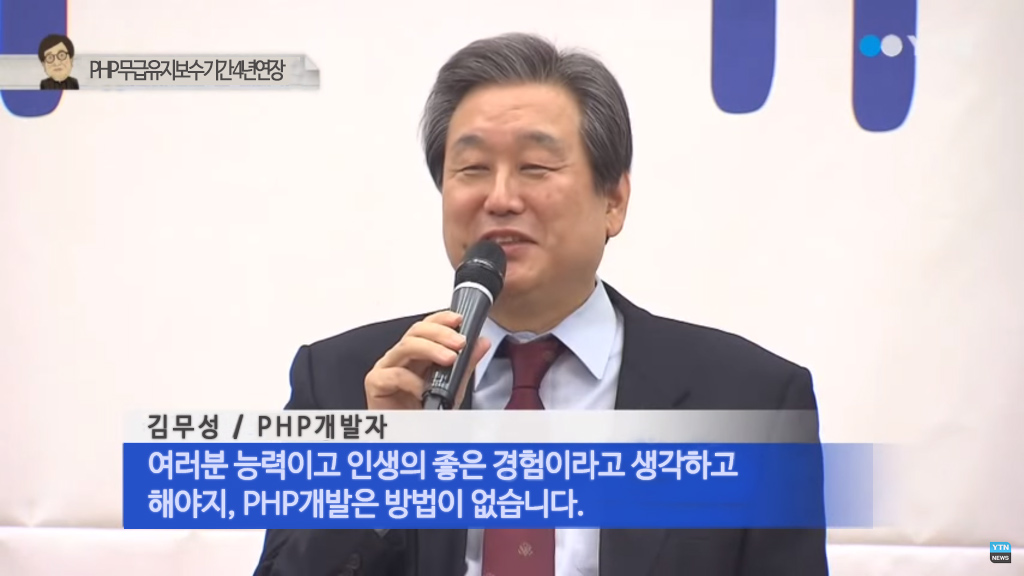 PHP무급유지보수기간4년연장
YTN
김무성 / PHP개발자
여러분 능력이고 인생의 좋은 경험이라고 생각하고
해야지, PHP개발은 방법이 없습니다.
YTN
NEWS